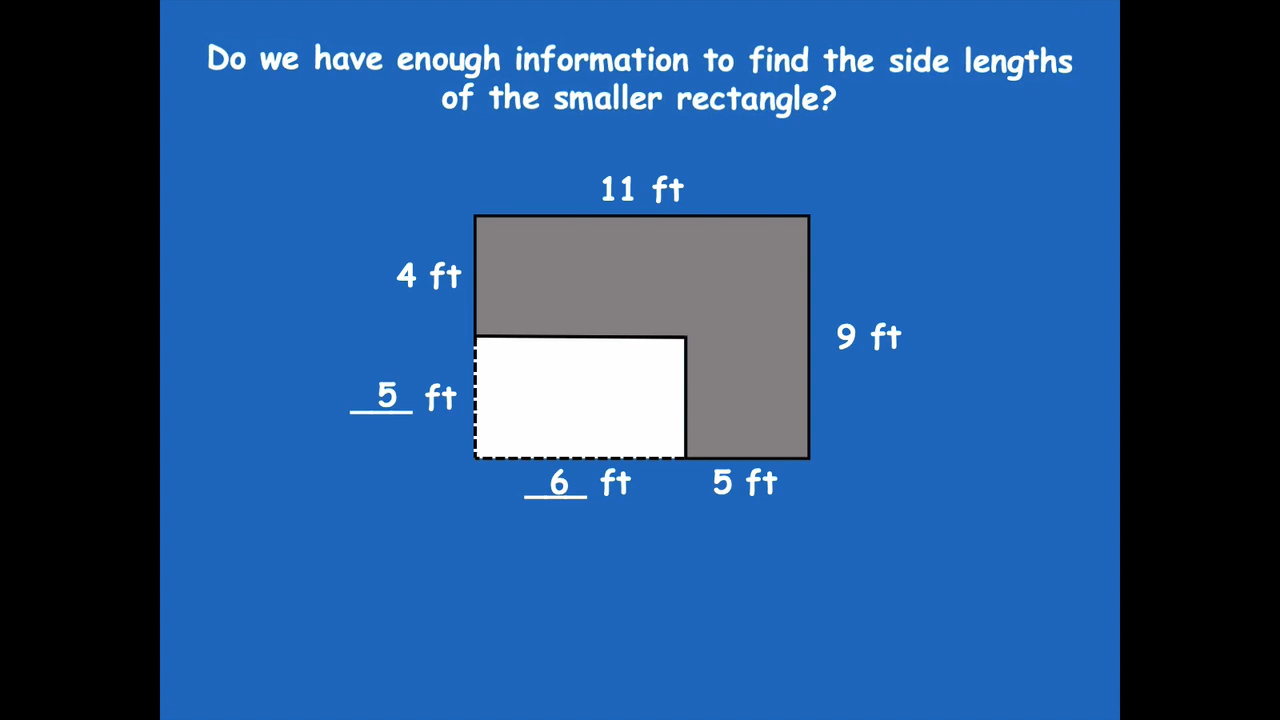 Do we have enough information to find the side lengths
of the smaller rectangle?
11 ft
4 ft
9 ft
5 ft
6 ft
5 ft